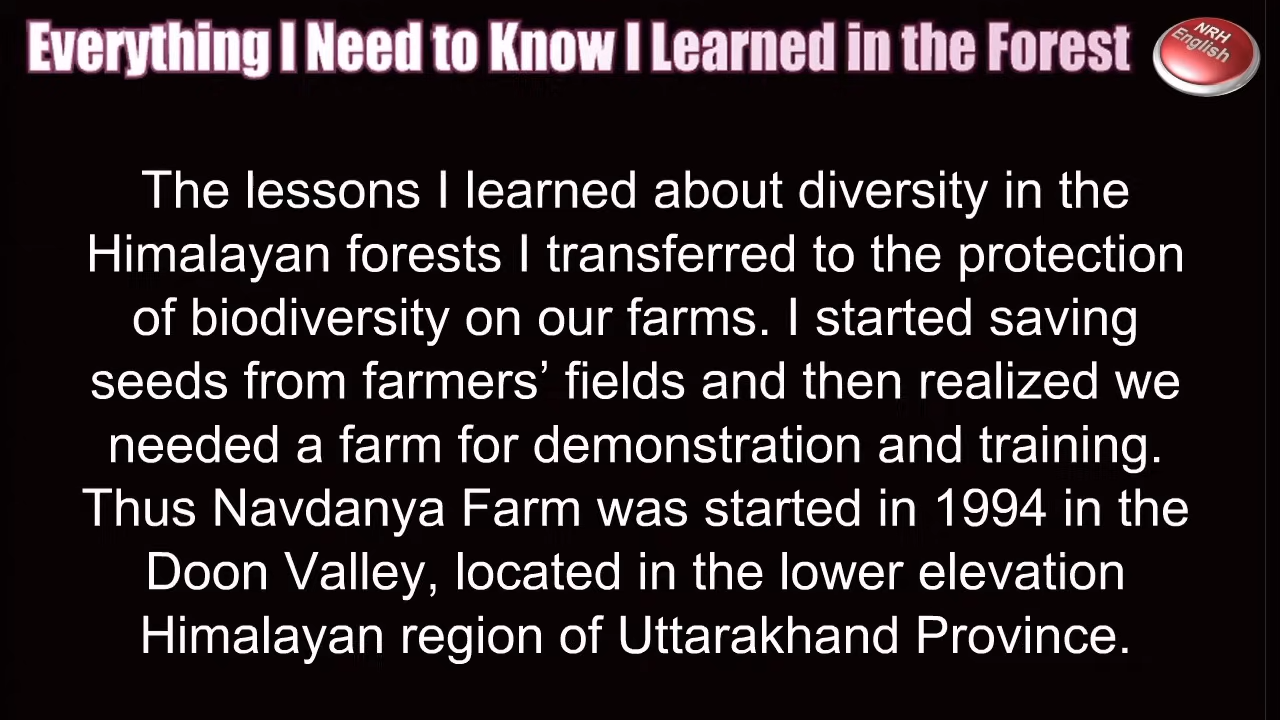 Everything I Need to Know I Learned in the Forest
NRH
English
The lessons I learned about diversity in the
Himalayan forests I transferred to the protection
of biodiversity on our farms. I started saving
seeds from farmers’ fields and then realized we
needed a farm for demonstration and training.
Thus Navdanya Farm was started in 1994 in the
Doon Valley, located in the lower elevation
Himalayan region of Uttarakhand Province.